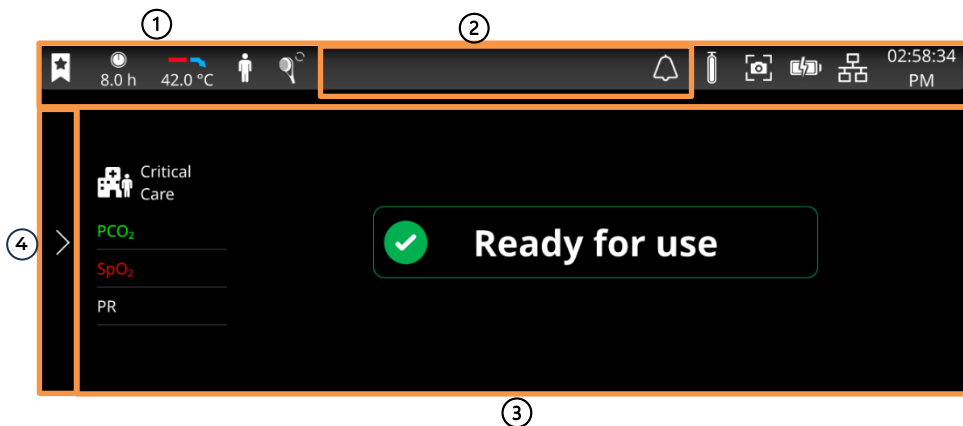 1
2
8.0 h
42.0 °C
02:58:34
PM
Critical
Care
4
PCO₂
Ready for use
SpO₂
PR
3